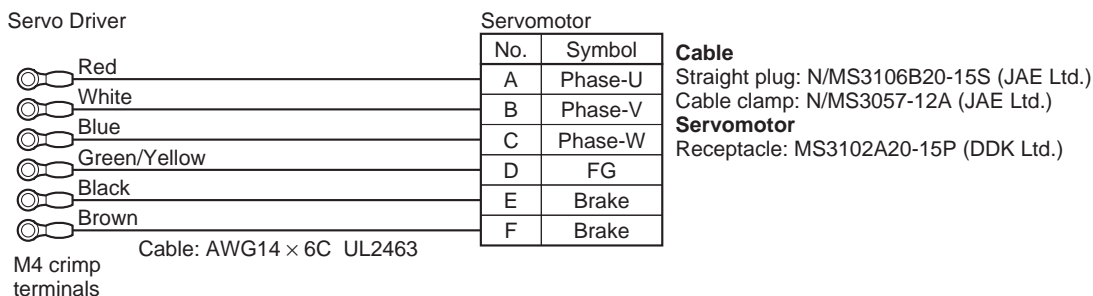 Servo Driver
Servomotor
No. Symbol
Red
A Phase-U
White
B Phase-V
Blue
C Phase-W
Green/Yellow
D FG
Black
E Brake
Brown
F Brake
Cable: AWG14 × 6C UL2463
M4 crimp
terminals
Cable
Straight plug: N/MS3106B20-15S (JAE Ltd.)
Cable clamp: N/MS3057-12A (JAE Ltd.)
Servomotor
Receptacle: MS3102A20-15P (DDK Ltd.)